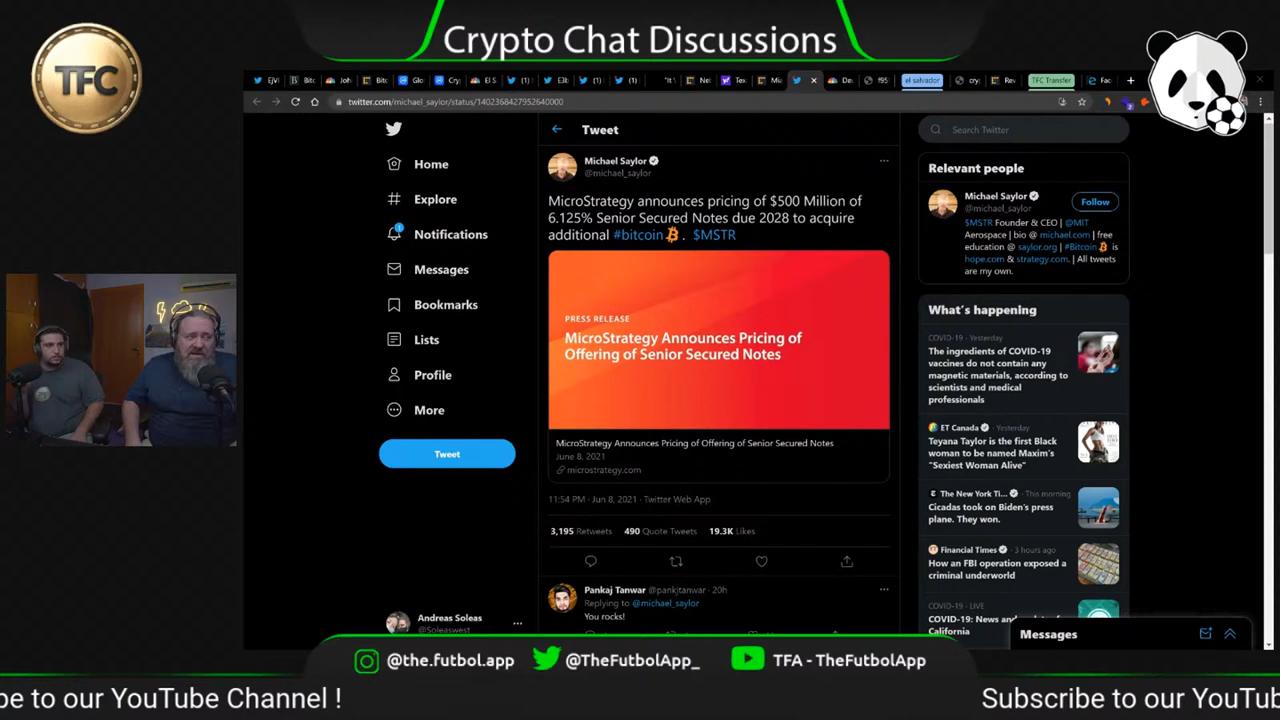 Crypto Chat Discussions
TFC
el salvador
TFC Transfer
twitter.com/michael_saylor/status/1402368427952640000
Home
Explore
Notifications
Messages
Bookmarks
Lists
Profile
More
Tweet
Andreas Soleas
@Soleaswest
Tweet
Michael Saylor
@michael_saylor
MicroStrategy announces pricing of $500 Million of
6.125% Senior Secured Notes due 2028 to acquire
additional #bitcoin. $MSTR
PRESS RELEASE
MicroStrategy Announces Pricing of
Offering of Senior Secured Notes
MicroStrategy Announces Pricing of Offering of Senior Secured Notes
June 8, 2021
microstrategy.com
11:54 PM · Jun 8, 2021 · Twitter Web App
3,195 Retweets 490 Quote Tweets 19.3K Likes
Pankaj Tanwar @pankjtanwar · 20h
Replying to @michael_saylor
You rocks!
Search Twitter
Relevant people
Michael Saylor
@michael_saylor
Follow
$MSTR Founder & CEO | @MIT
Aerospace | bio @ michael.com | free
education @ saylor.org | #Bitcoin is
hope.com & strategy.com. | All tweets
are my own.
What's happening
COVID-19 · Yesterday
The ingredients of COVID-19
vaccines do not contain any
magnetic materials, according to
scientists and medical
professionals
ET Canada · Yesterday
Teyana Taylor is the first Black
woman to be named Maxim's
"Sexiest Woman Alive"
The New York Ti... · This morning
Cicadas took on Biden's press
plane. They won.
Financial Times · 3 hours ago
How an FBI operation exposed a
criminal underworld
COVID-19 · LIVE
COVID-19: News and
California
Messages
@the.futbol.app
@TheFutbolApp_
TFA - TheFutbolApp
be to our YouTube Channel !
Subscribe to our YouTub